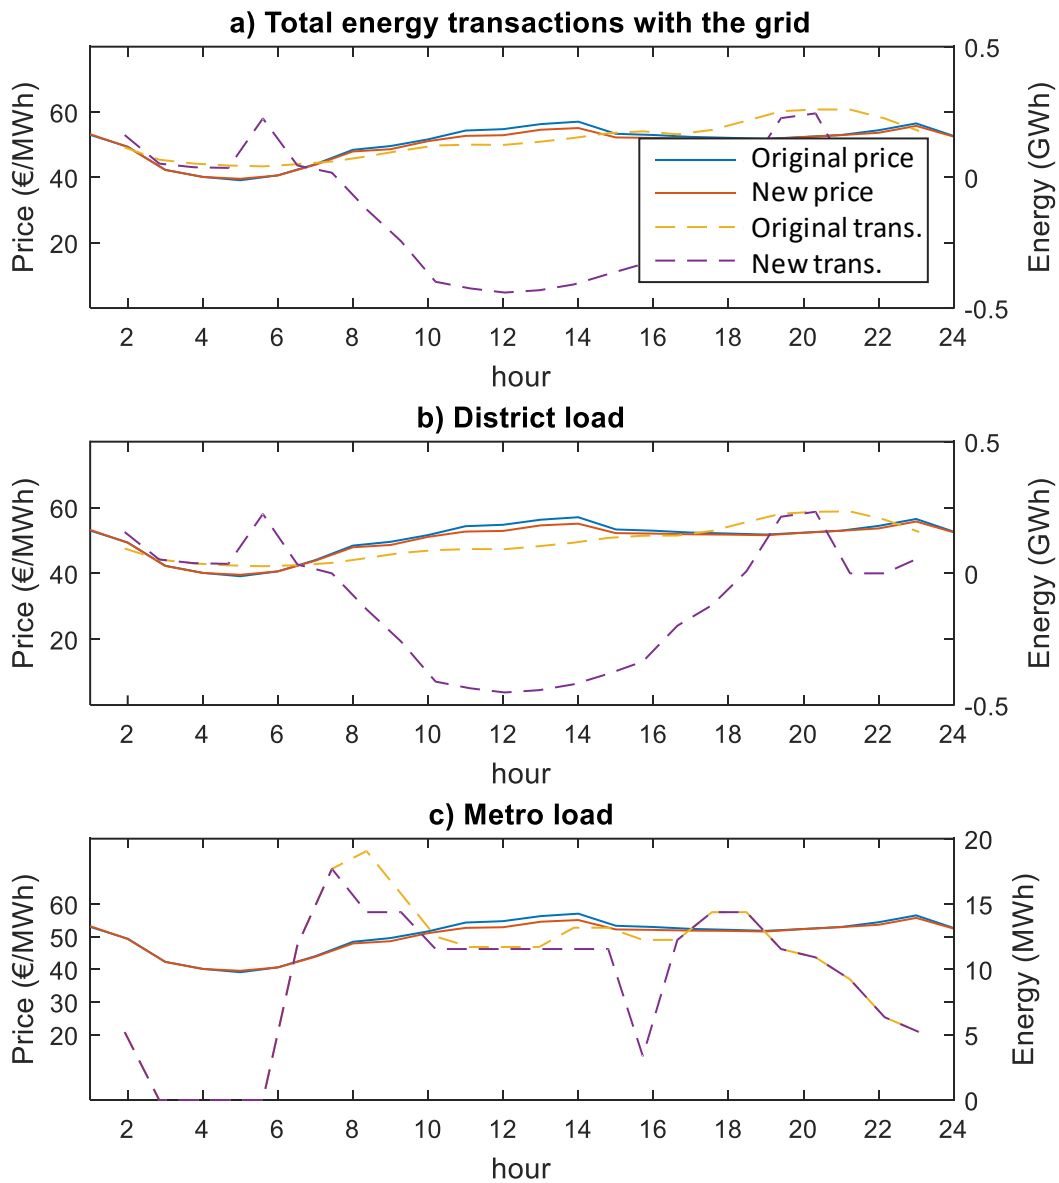 a) Total energy transactions with the grid
Price (€/MWh)
60
40
20
0.5
0
-0.5
Energy (GWh)
Original price
New price
Original trans.
New trans.
2 4 6 8 10 12 14 16 18 20 22 24
hour
b) District load
Price (€/MWh)
60
40
20
0.5
0
-0.5
Energy (GWh)
2 4 6 8 10 12 14 16 18 20 22 24
hour
c) Metro load
Price (€/MWh)
60
50
40
30
20
20
15
10
5
0
Energy (MWh)
2 4 6 8 10 12 14 16 18 20 22 24
hour